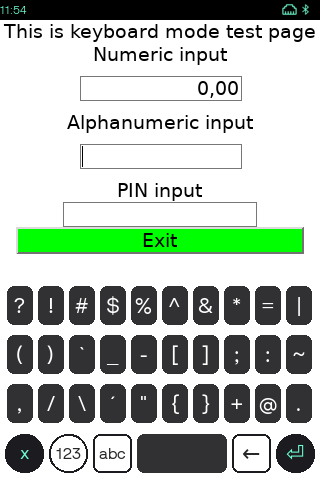 11:54
This is keyboard mode test page
Numeric input
0,00
Alphanumeric input
PIN input
Exit
? ! # $ % ^ & * = |
( ) ` _ - [ ] ; : ~
, / \ ´ " { } + @ .
x 123 abc ←